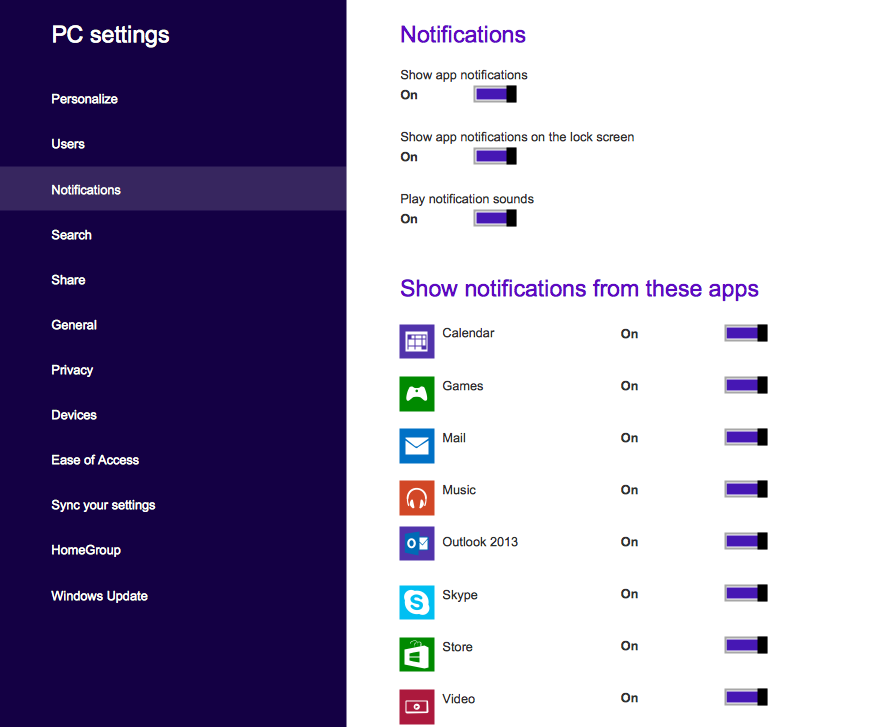 PC settings
Personalize
Users
Notifications
Search
Share
General
Privacy
Devices
Ease of Access
Sync your settings
HomeGroup
Windows Update
Notifications
Show app notifications
On
Show app notifications on the lock screen
On
Play notification sounds
On
Show notifications from these apps
Calendar On
Games On
Mail On
Music On
Outlook 2013 On
Skype On
Store On
Video On